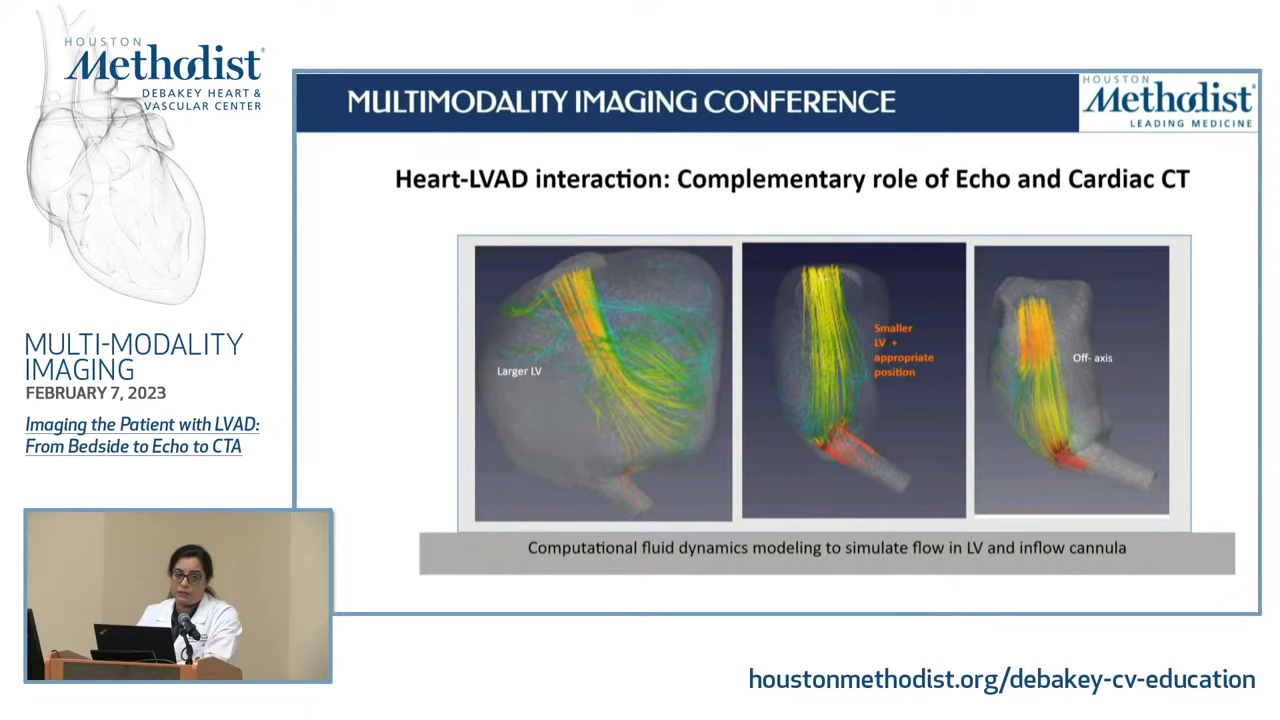 HOUSTON
Methodist®
DEBAKEY HEART &
VASCULAR CENTER
MULTI-MODALITY
IMAGING
FEBRUARY 7, 2023
Imaging the Patient with LVAD:
From Bedside to Echo to CTA
MULTIMODALITY IMAGING CONFERENCE
HOUSTON
Methodist®
LEADING MEDICINE
Heart-LVAD interaction: Complementary role of Echo and Cardiac CT
Larger LV
Smaller
LV +
appropriate
position
Off- axis
Computational fluid dynamics modeling to simulate flow in LV and inflow cannula
houstonmethodist.org/debakey-cv-education